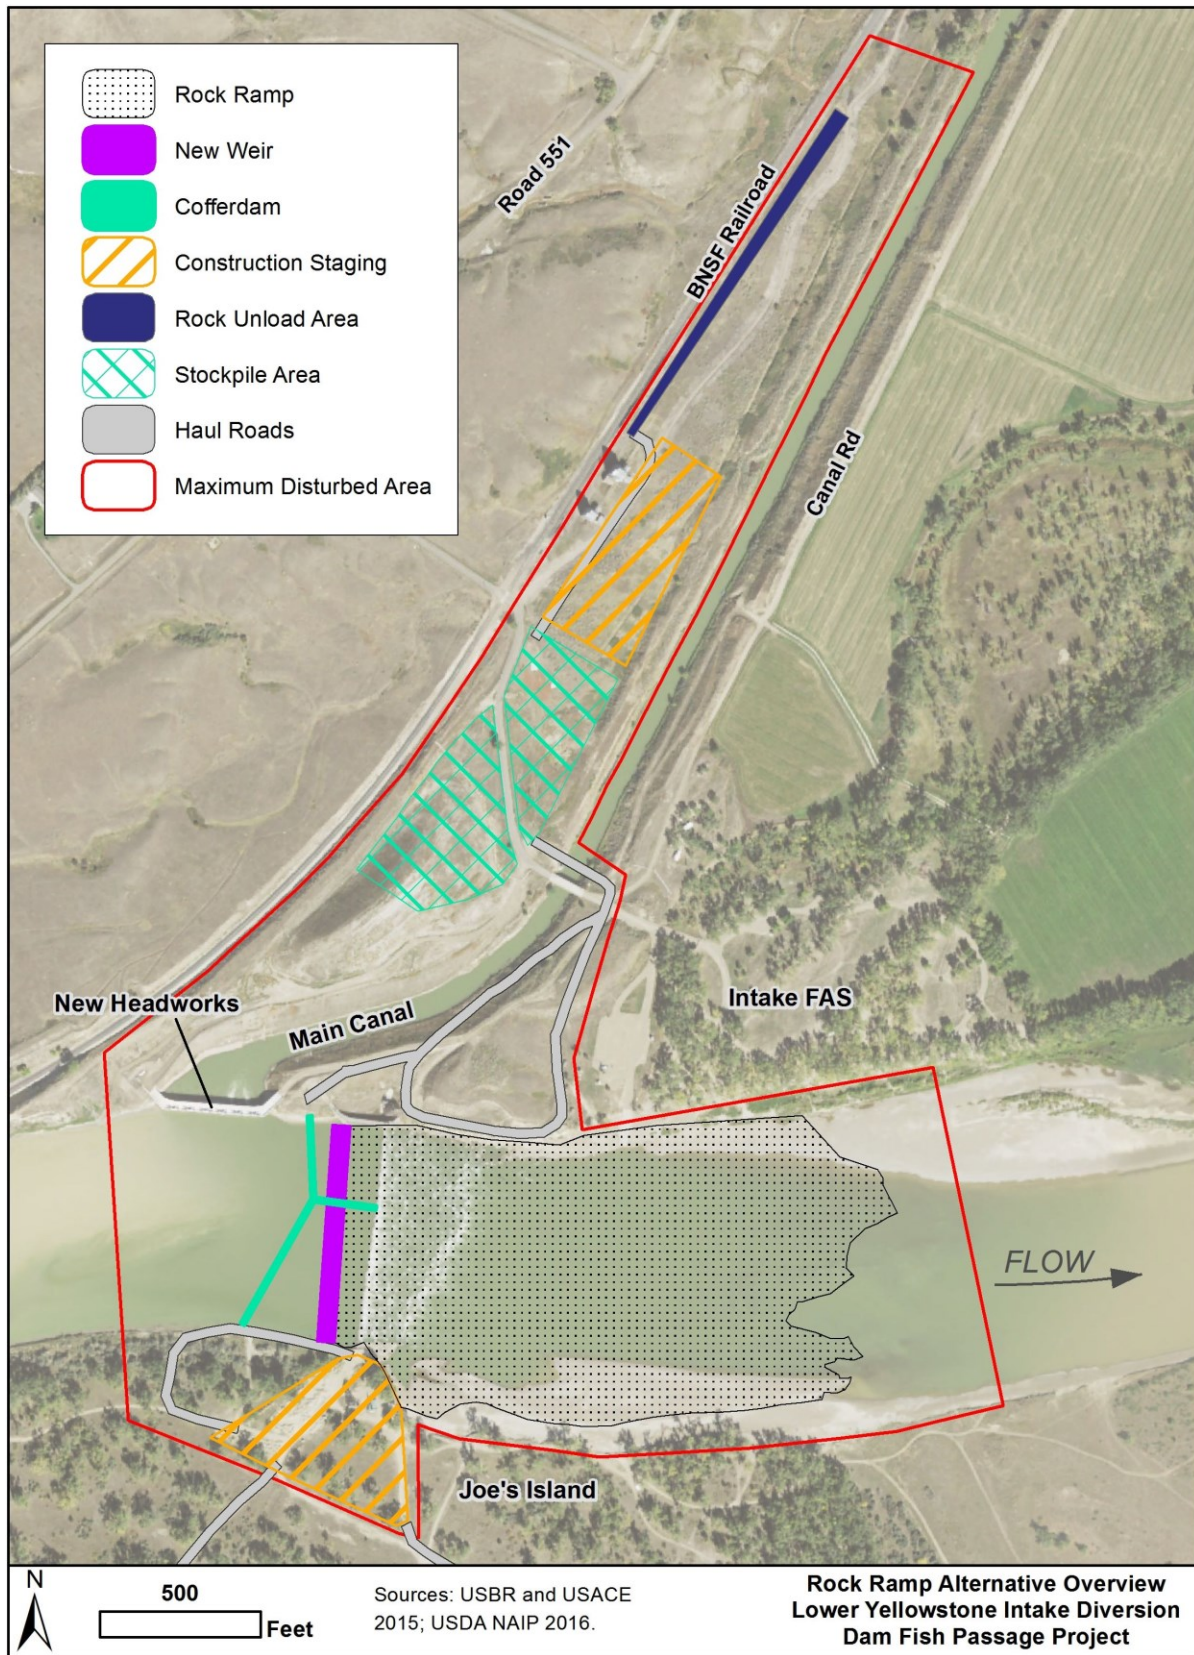 Rock Ramp
New Weir
Cofferdam
Construction Staging
Rock Unload Area
Stockpile Area
Haul Roads
Maximum Disturbed Area
Road 551
BNSF Railroad
Canal Rd
New Headworks
Main Canal
Intake FAS
FLOW
Joe's Island
N
500
Feet
Sources: USBR and USACE
2015; USDA NAIP 2016.
Rock Ramp Alternative Overview
Lower Yellowstone Intake Diversion
Dam Fish Passage Project